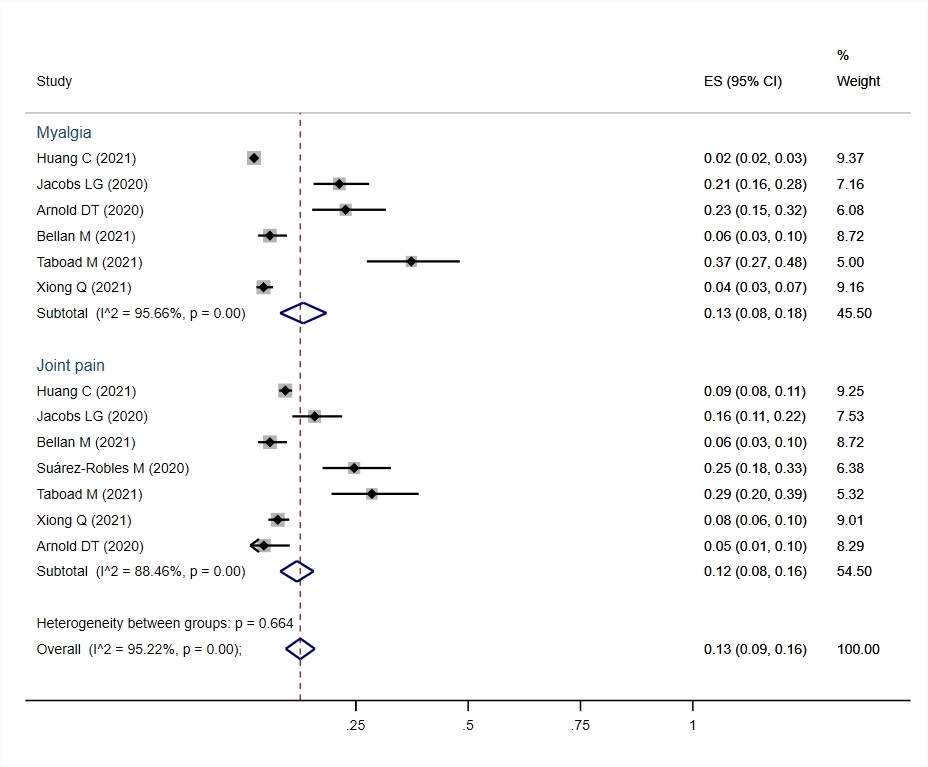 %
Study ES (95% CI) Weight
Myalgia
Huang C (2021) 0.02 (0.02, 0.03) 9.37
Jacobs LG (2020) 0.21 (0.16, 0.28) 7.16
Arnold DT (2020) 0.23 (0.15, 0.32) 6.08
Bellan M (2021) 0.06 (0.03, 0.10) 8.72
Taboad M (2021) 0.37 (0.27, 0.48) 5.00
Xiong Q (2021) 0.04 (0.03, 0.07) 9.16
Subtotal (I^2 = 95.66%, p = 0.00) 0.13 (0.08, 0.18) 45.50
Joint pain
Huang C (2021) 0.09 (0.08, 0.11) 9.25
Jacobs LG (2020) 0.16 (0.11, 0.22) 7.53
Bellan M (2021) 0.06 (0.03, 0.10) 8.72
Suárez-Robles M (2020) 0.25 (0.18, 0.33) 6.38
Taboad M (2021) 0.29 (0.20, 0.39) 5.32
Xiong Q (2021) 0.08 (0.06, 0.10) 9.01
Arnold DT (2020) 0.05 (0.01, 0.10) 8.29
Subtotal (I^2 = 88.46%, p = 0.00) 0.12 (0.08, 0.16) 54.50
Heterogeneity between groups: p = 0.664
Overall (I^2 = 95.22%, p = 0.00); 0.13 (0.09, 0.16) 100.00
.25 .5 .75 1